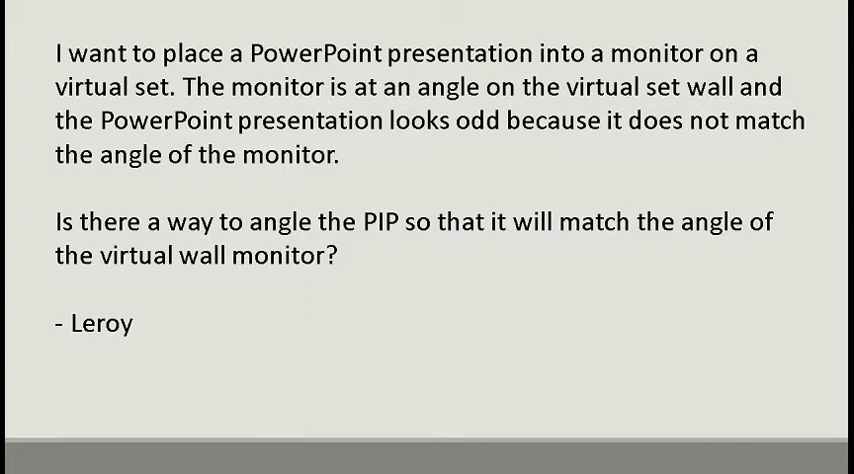 I want to place a PowerPoint presentation into a monitor on a
virtual set. The monitor is at an angle on the virtual set wall and
the PowerPoint presentation looks odd because it does not match
the angle of the monitor.
Is there a way to angle the PIP so that it will match the angle of
the virtual wall monitor?
- Leroy